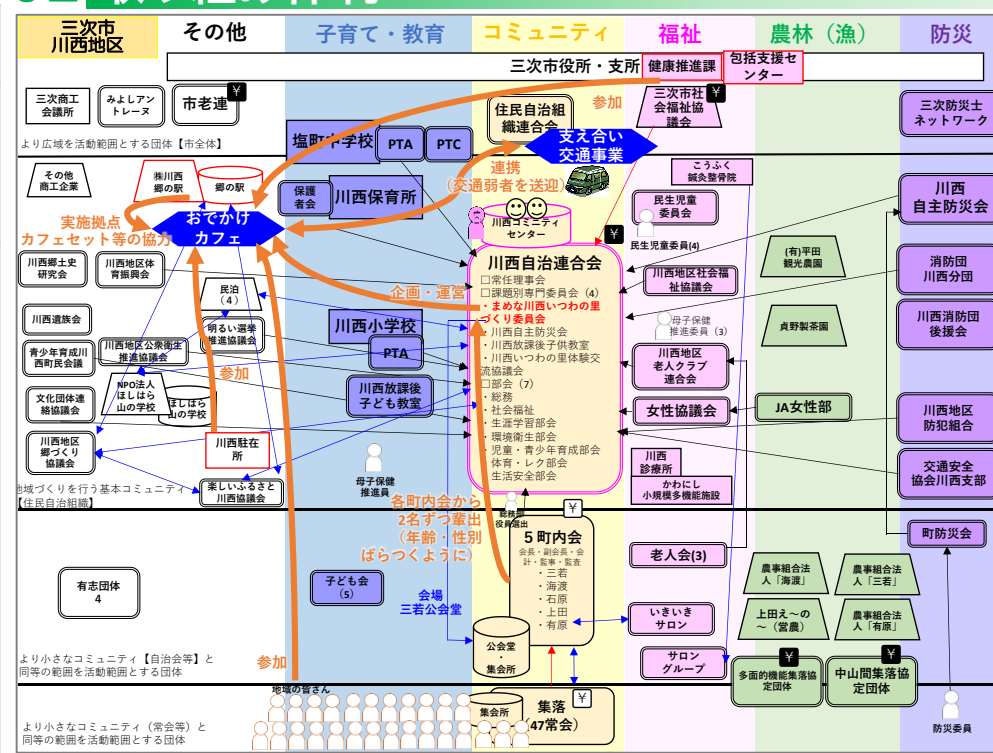 三次市
川西地区
その他
子育て・教育
コミュニティ
福祉
農林（漁）
防災
三次市役所・支所
健康推進課
包括支援セ
ンター
三次商工
会議所
みよしアン
トレーヌ
市老連
¥
より広域を活動範囲とする団体【市全体】
塩町中学校
PTA
PTC
住民自治組
織連合会
参加
三次市社
会福祉協
議会
¥
三次防災士
ネットワーク
支え合い
交通事業
連携
（交通弱者を送迎）
その他
商工企業
㈱川西
郷の駅
郷の駅
保護
者会
川西保育所
こうふく
鍼灸整骨院
民生児童
委員会
民生児童委員(4)
川西
自主防災会
実施拠点
カフェセット等の協力
おでかけ
カフェ
川西コミュニティ
センター
¥
川西郷土史
研究会
川西地区体
育振興会
民泊
（４）
川西遺族会
明るい選挙
推進協議会
川西地区公衆衛生
推進協議会
青少年育成川
西町民会議
NPO法人
ほしはら
山の学校
ほしはら
山の学校
文化団体連
絡協議会
参加
川西地区
郷づくり
協議会
川西駐在
所
楽しいふるさと
川西協議会
企画・運営
川西小学校
PTA
川西放課後
子ども教室
母子保健
推進員
川西自治連合会
□常任理事会
□課題別専門委員会（4）
・まめな川西いつわの里
づくり委員会
・川西自主防災会
・川西放課後子供教室
・川西いつわの里体験交
流協議会
□部会（7）
・総務
・社会福祉
・生涯学習部会
・環境衛生部会
・児童・青少年育成部会
体育・レク部会
生活安全部会
川西地区社会福
祉協議会
母子保健
推進委員（3）
川西地区
老人クラブ
連合会
女性協議会
川西
診療所
かわにし
小規模多機能施設
(有)平田
観光農園
貞野製茶園
JA女性部
消防団
川西分団
川西消防団
後援会
川西地区
防犯組合
交通安全
協会川西支部
地域づくりを行う基本コミュニティ
【住民自治組織】
各町内会から
2名ずつ輩出
（年齢・性別
ばらつくように）
総務部
役員選出
¥
５町内会
会長・副会長・会
計・監事・監査
・三若
・海渡
・石原
・上田
・有原
有志団体
4
子ども会
（5）
会場
三若公会堂
公会堂
・
集会所
老人会(3)
いきいき
サロン
サロン
グループ
農事組合法
人「海渡」
農事組合法
人「三若」
上田え～の
～（営農）
農事組合法
人「有原」
町防災会
¥
多面的機能集落協
定団体
¥
中山間集落協
定団体
より小さなコミュニティ【自治会等】と
同等の範囲を活動範囲とする団体
参加
地域の皆さん
集会所
¥
集落
(47常会）
防災委員
より小さなコミュニティ（常会等）と
同等の範囲を活動範囲とする団体